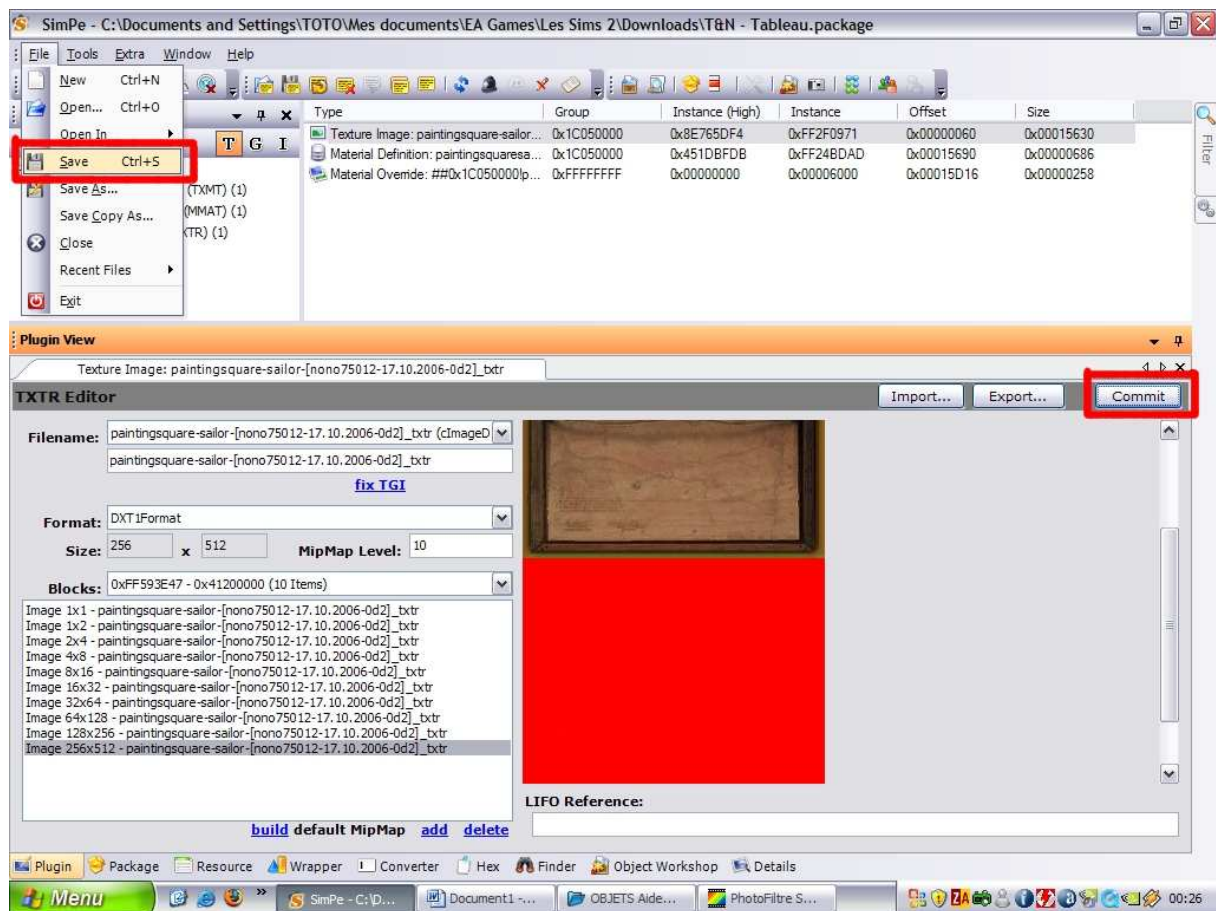 SimPe - C:\Documents and Settings\TOTO\Mes documents\EA Games\Les Sims 2\Downloads\T&N - Tableau.package
File Tools Extra Window Help
New Ctrl+N
Open... Ctrl+O
Open In
Save Ctrl+S
Save As...
Save Copy As...
Close
Recent Files
Exit
T G I
(TXMT) (1)
(MMAT) (1)
(TR) (1)
Type Group Instance (High) Instance Offset Size
Texture Image: paintingsquare-sailor... 0x1C050000 0x8E765DF4 0xFF2F0971 0x00000060 0x00015630
Material Definition: paintingsquaresa... 0x1C050000 0x451DBFDB 0xFF24BDAD 0x00015690 0x00000686
Material Override: ##0x1C050000!p... 0xFFFFFFFF 0x00000000 0x00006000 0x00015D16 0x00000258
Filter
Plugin View
Texture Image: paintingsquare-sailor-[nono75012-17.10.2006-0d2]_txtr
TXTR Editor Import... Export... Commit
Filename: paintingsquare-sailor-[nono75012-17.10.2006-0d2]_txtr (cImageD
paintingsquare-sailor-[nono75012-17.10.2006-0d2]_txtr
fix TGI
Format: DXT1Format
Size: 256 x 512 MipMap Level: 10
Blocks: 0xFF593E47 - 0x41200000 (10 Items)
Image 1x1 - paintingsquare-sailor-[nono75012-17.10.2006-0d2]_txtr
Image 1x2 - paintingsquare-sailor-[nono75012-17.10.2006-0d2]_txtr
Image 2x4 - paintingsquare-sailor-[nono75012-17.10.2006-0d2]_txtr
Image 4x8 - paintingsquare-sailor-[nono75012-17.10.2006-0d2]_txtr
Image 8x16 - paintingsquare-sailor-[nono75012-17.10.2006-0d2]_txtr
Image 16x32 - paintingsquare-sailor-[nono75012-17.10.2006-0d2]_txtr
Image 32x64 - paintingsquare-sailor-[nono75012-17.10.2006-0d2]_txtr
Image 64x128 - paintingsquare-sailor-[nono75012-17.10.2006-0d2]_txtr
Image 128x256 - paintingsquare-sailor-[nono75012-17.10.2006-0d2]_txtr
Image 256x512 - paintingsquare-sailor-[nono75012-17.10.2006-0d2]_txtr
LIFO Reference:
build default MipMap add delete
Plugin Package Resource Wrapper Converter Hex Finder Object Workshop Details
Menu » SimPe - C:\D... Document1 -... OBJETS Aide... PhotoFiltre S... ZA 00:26